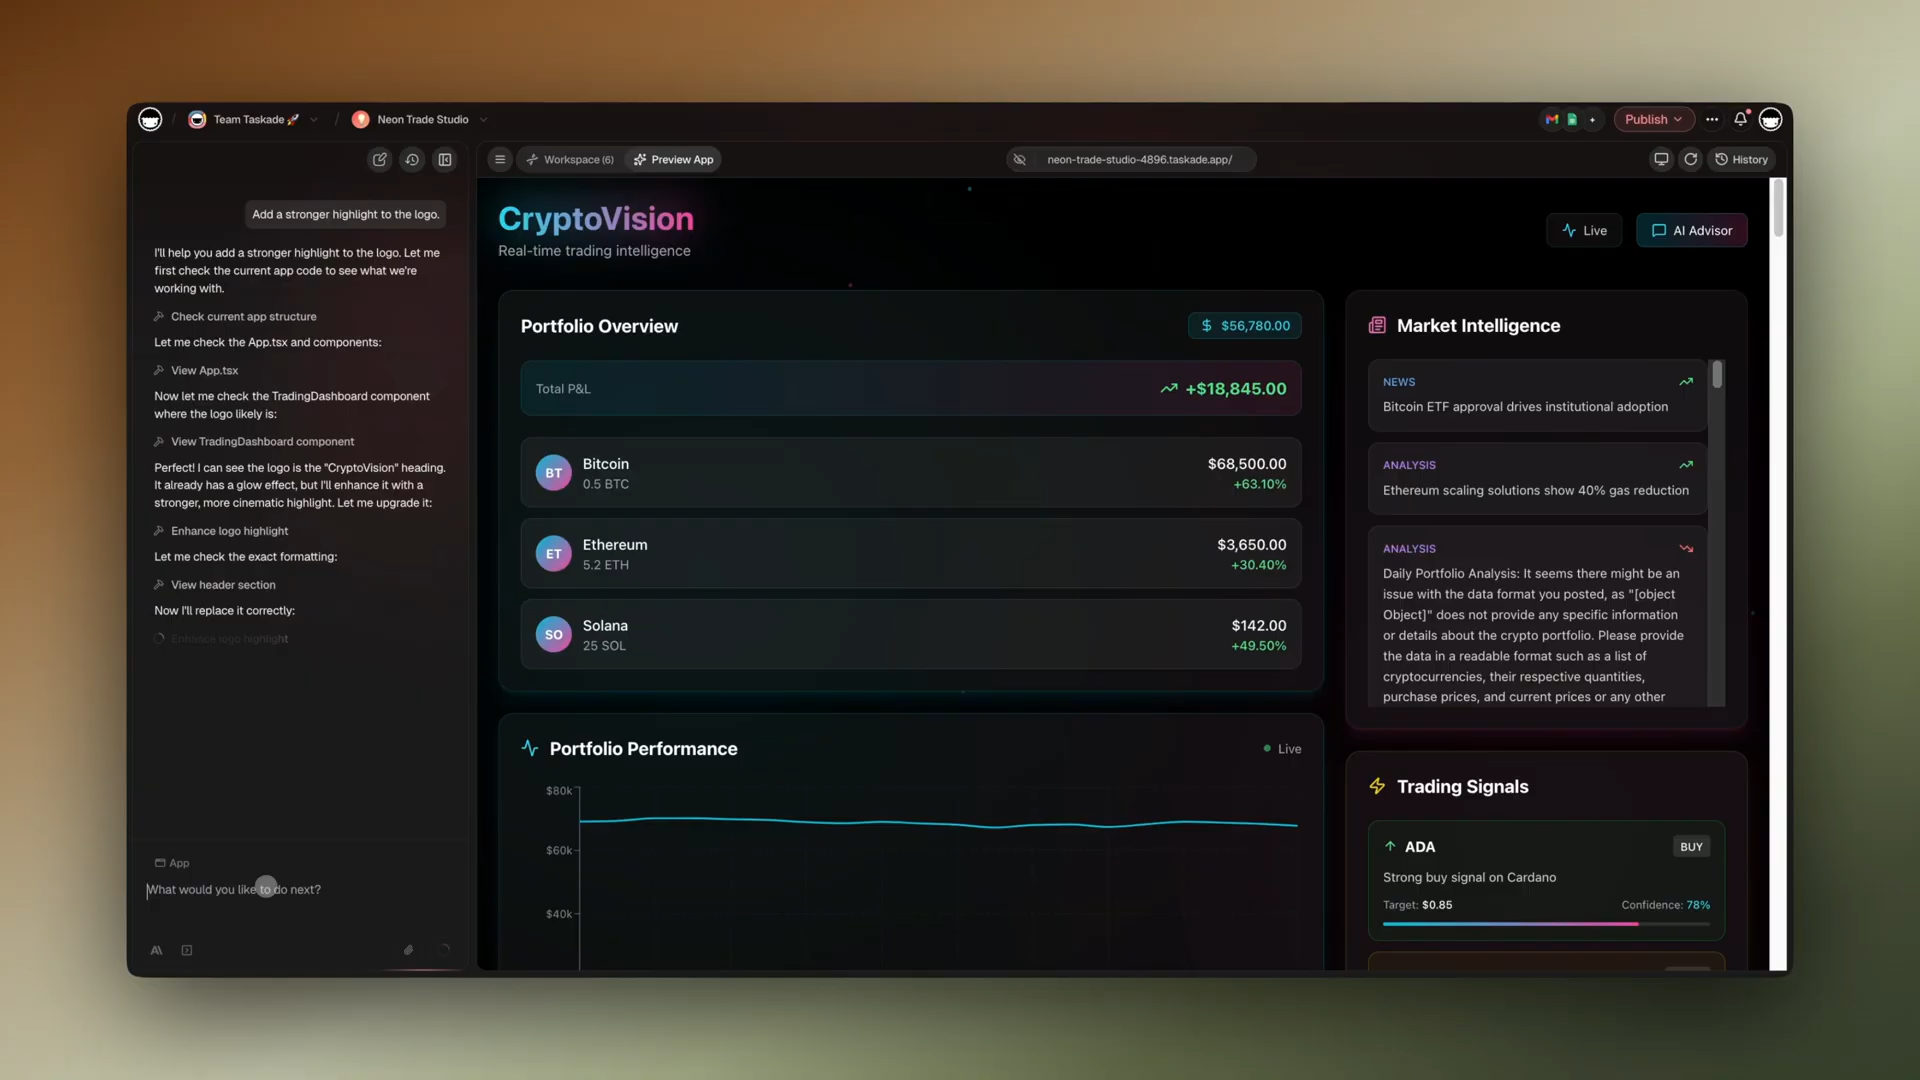 Team Taskade 🚀
Neon Trade Studio
Publish
Workspace (6)
Preview App
neon-trade-studio-4896.taskade.app/
History
Add a stronger highlight to the logo.
I'll help you add a stronger highlight to the logo. Let me
first check the current app code to see what we're
working with.
Check current app structure
Let me check the App.tsx and components:
View App.tsx
Now let me check the TradingDashboard component
where the logo likely is:
View TradingDashboard component
Perfect! I can see the logo is the "CryptoVision" heading.
It already has a glow effect, but I'll enhance it with a
stronger, more cinematic highlight. Let me upgrade it:
Enhance logo highlight
Let me check the exact formatting:
View header section
Now I'll replace it correctly:
Enhance logo highlight
App
What would you like to do next?
CryptoVision
Real-time trading intelligence
Live
AI Advisor
Portfolio Overview
$ $56,780.00
Total P&L
+$18,845.00
BT
Bitcoin
0.5 BTC
$68,500.00
+63.10%
ET
Ethereum
5.2 ETH
$3,650.00
+30.40%
SO
Solana
25 SOL
$142.00
+49.50%
Portfolio Performance
Live
$80k
$60k
$40k
Market Intelligence
NEWS
Bitcoin ETF approval drives institutional adoption
ANALYSIS
Ethereum scaling solutions show 40% gas reduction
ANALYSIS
Daily Portfolio Analysis: It seems there might be an
issue with the data format you posted, as "[object
Object]" does not provide any specific information
or details about the crypto portfolio. Please provide
the data in a readable format such as a list of
cryptocurrencies, their respective quantities,
purchase prices, and current prices or any other
Trading Signals
ADA
BUY
Strong buy signal on Cardano
Target: $0.85
Confidence: 78%